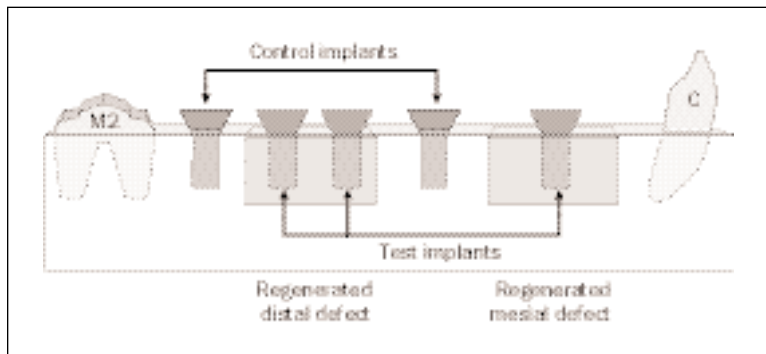 Control implants
M2
C
Test implants
Regenerated
distal defect
Regenerated
mesial defect